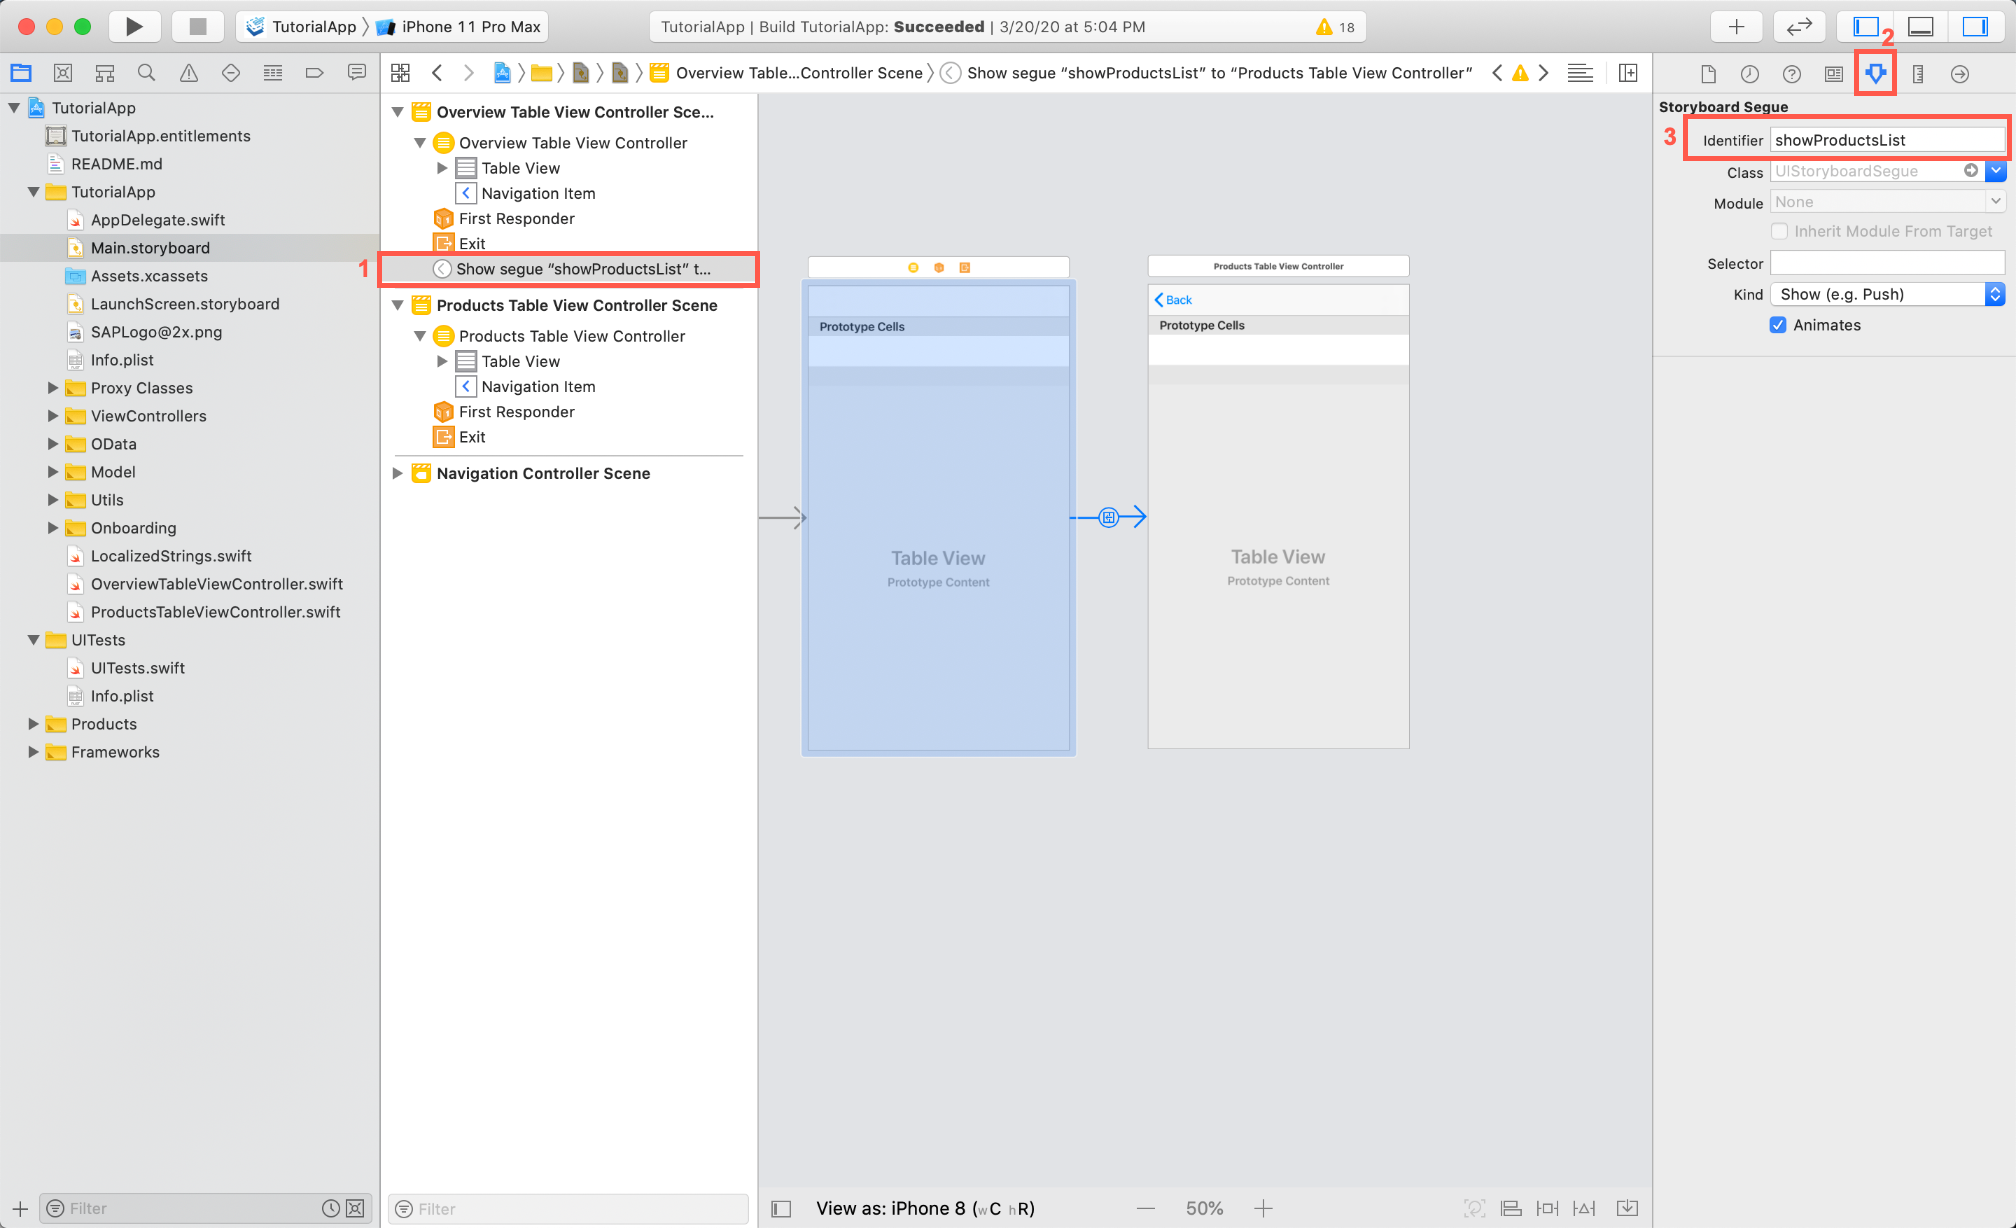 TutorialApp
iPhone 11 Pro Max
TutorialApp | Build TutorialApp: Succeeded | 3/20/20 at 5:04 PM
18
2
Overview Table...Controller Scene
Show segue “showProductsList” to “Products Table View Controller”
TutorialApp
TutorialApp.entitlements
README.md
TutorialApp
AppDelegate.swift
Main.storyboard
Assets.xcassets
LaunchScreen.storyboard
SAPLogo@2x.png
Info.plist
Proxy Classes
ViewControllers
OData
Model
Utils
Onboarding
LocalizedStrings.swift
OverviewTableViewController.swift
ProductsTableViewController.swift
UITests
UITests.swift
Info.plist
Products
Frameworks
Filter
Overview Table View Controller Sce...
Overview Table View Controller
Table View
Navigation Item
First Responder
Exit
1
Show segue “showProductsList” t...
Products Table View Controller Scene
Products Table View Controller
Table View
Navigation Item
First Responder
Exit
Navigation Controller Scene
Filter
Prototype Cells
Table View
Prototype Content
Products Table View Controller
Back
Prototype Cells
Table View
Prototype Content
View as: iPhone 8 (wC hR)
50%
Storyboard Segue
3
Identifier showProductsList
Class UIStoryboardSegue
Module None
Inherit Module From Target
Selector
Kind Show (e.g. Push)
Animates